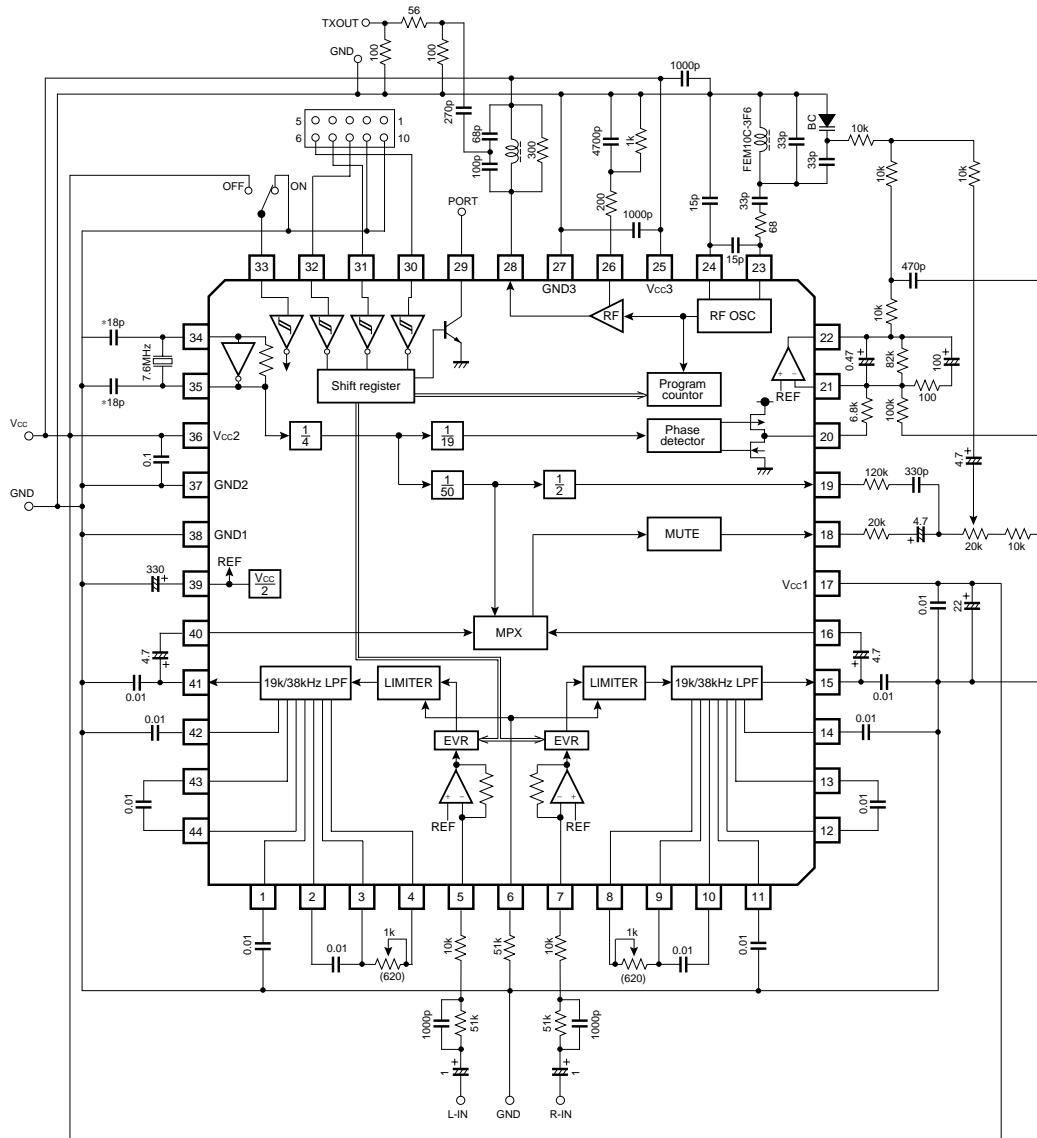 TXOUT
56
GND
100
100
1000p
5
1
6
10
270p
68p
100p
300
4700p
1k
FEM10C-3F6
33p
BC
33p
10k
10k
10k
OFF
ON
PORT
200
1000p
15p
33p
68
15p
33
32
31
30
29
28
27
26
25
24
23
GND3
Vcc3
470p
10k
*18p
34
7.6MHz
35
*18p
RF
RF OSC
22
0.47
+
82k
100
+
+ −
REF
21
100
Shift register
Program
countor
6.8k
100k
Vcc
36
Vcc2
1
4
1
19
Phase
detector
20
0.1
1
50
1
2
4.7
+
GND
37
GND2
19
120k
330p
38
GND1
MUTE
18
20k
4.7
+
20k
10k
330
+
39
REF
Vcc
2
Vcc1
17
0.01
22
+
40
MPX
16
4.7
+
+
4.7
0.01
41
19k/38kHz LPF
LIMITER
LIMITER
19k/38kHz LPF
15
0.01
0.01
42
14
0.01
EVR
EVR
43
13
0.01
+ −
− +
0.01
44
REF
REF
12
1
2
3
4
5
6
7
8
9
10
11
0.01
0.01
1k
(620)
10k
51k
10k
1k
(620)
0.01
0.01
1000p
51k
51k
1000p
1
+
+
1
L-IN
GND
R-IN